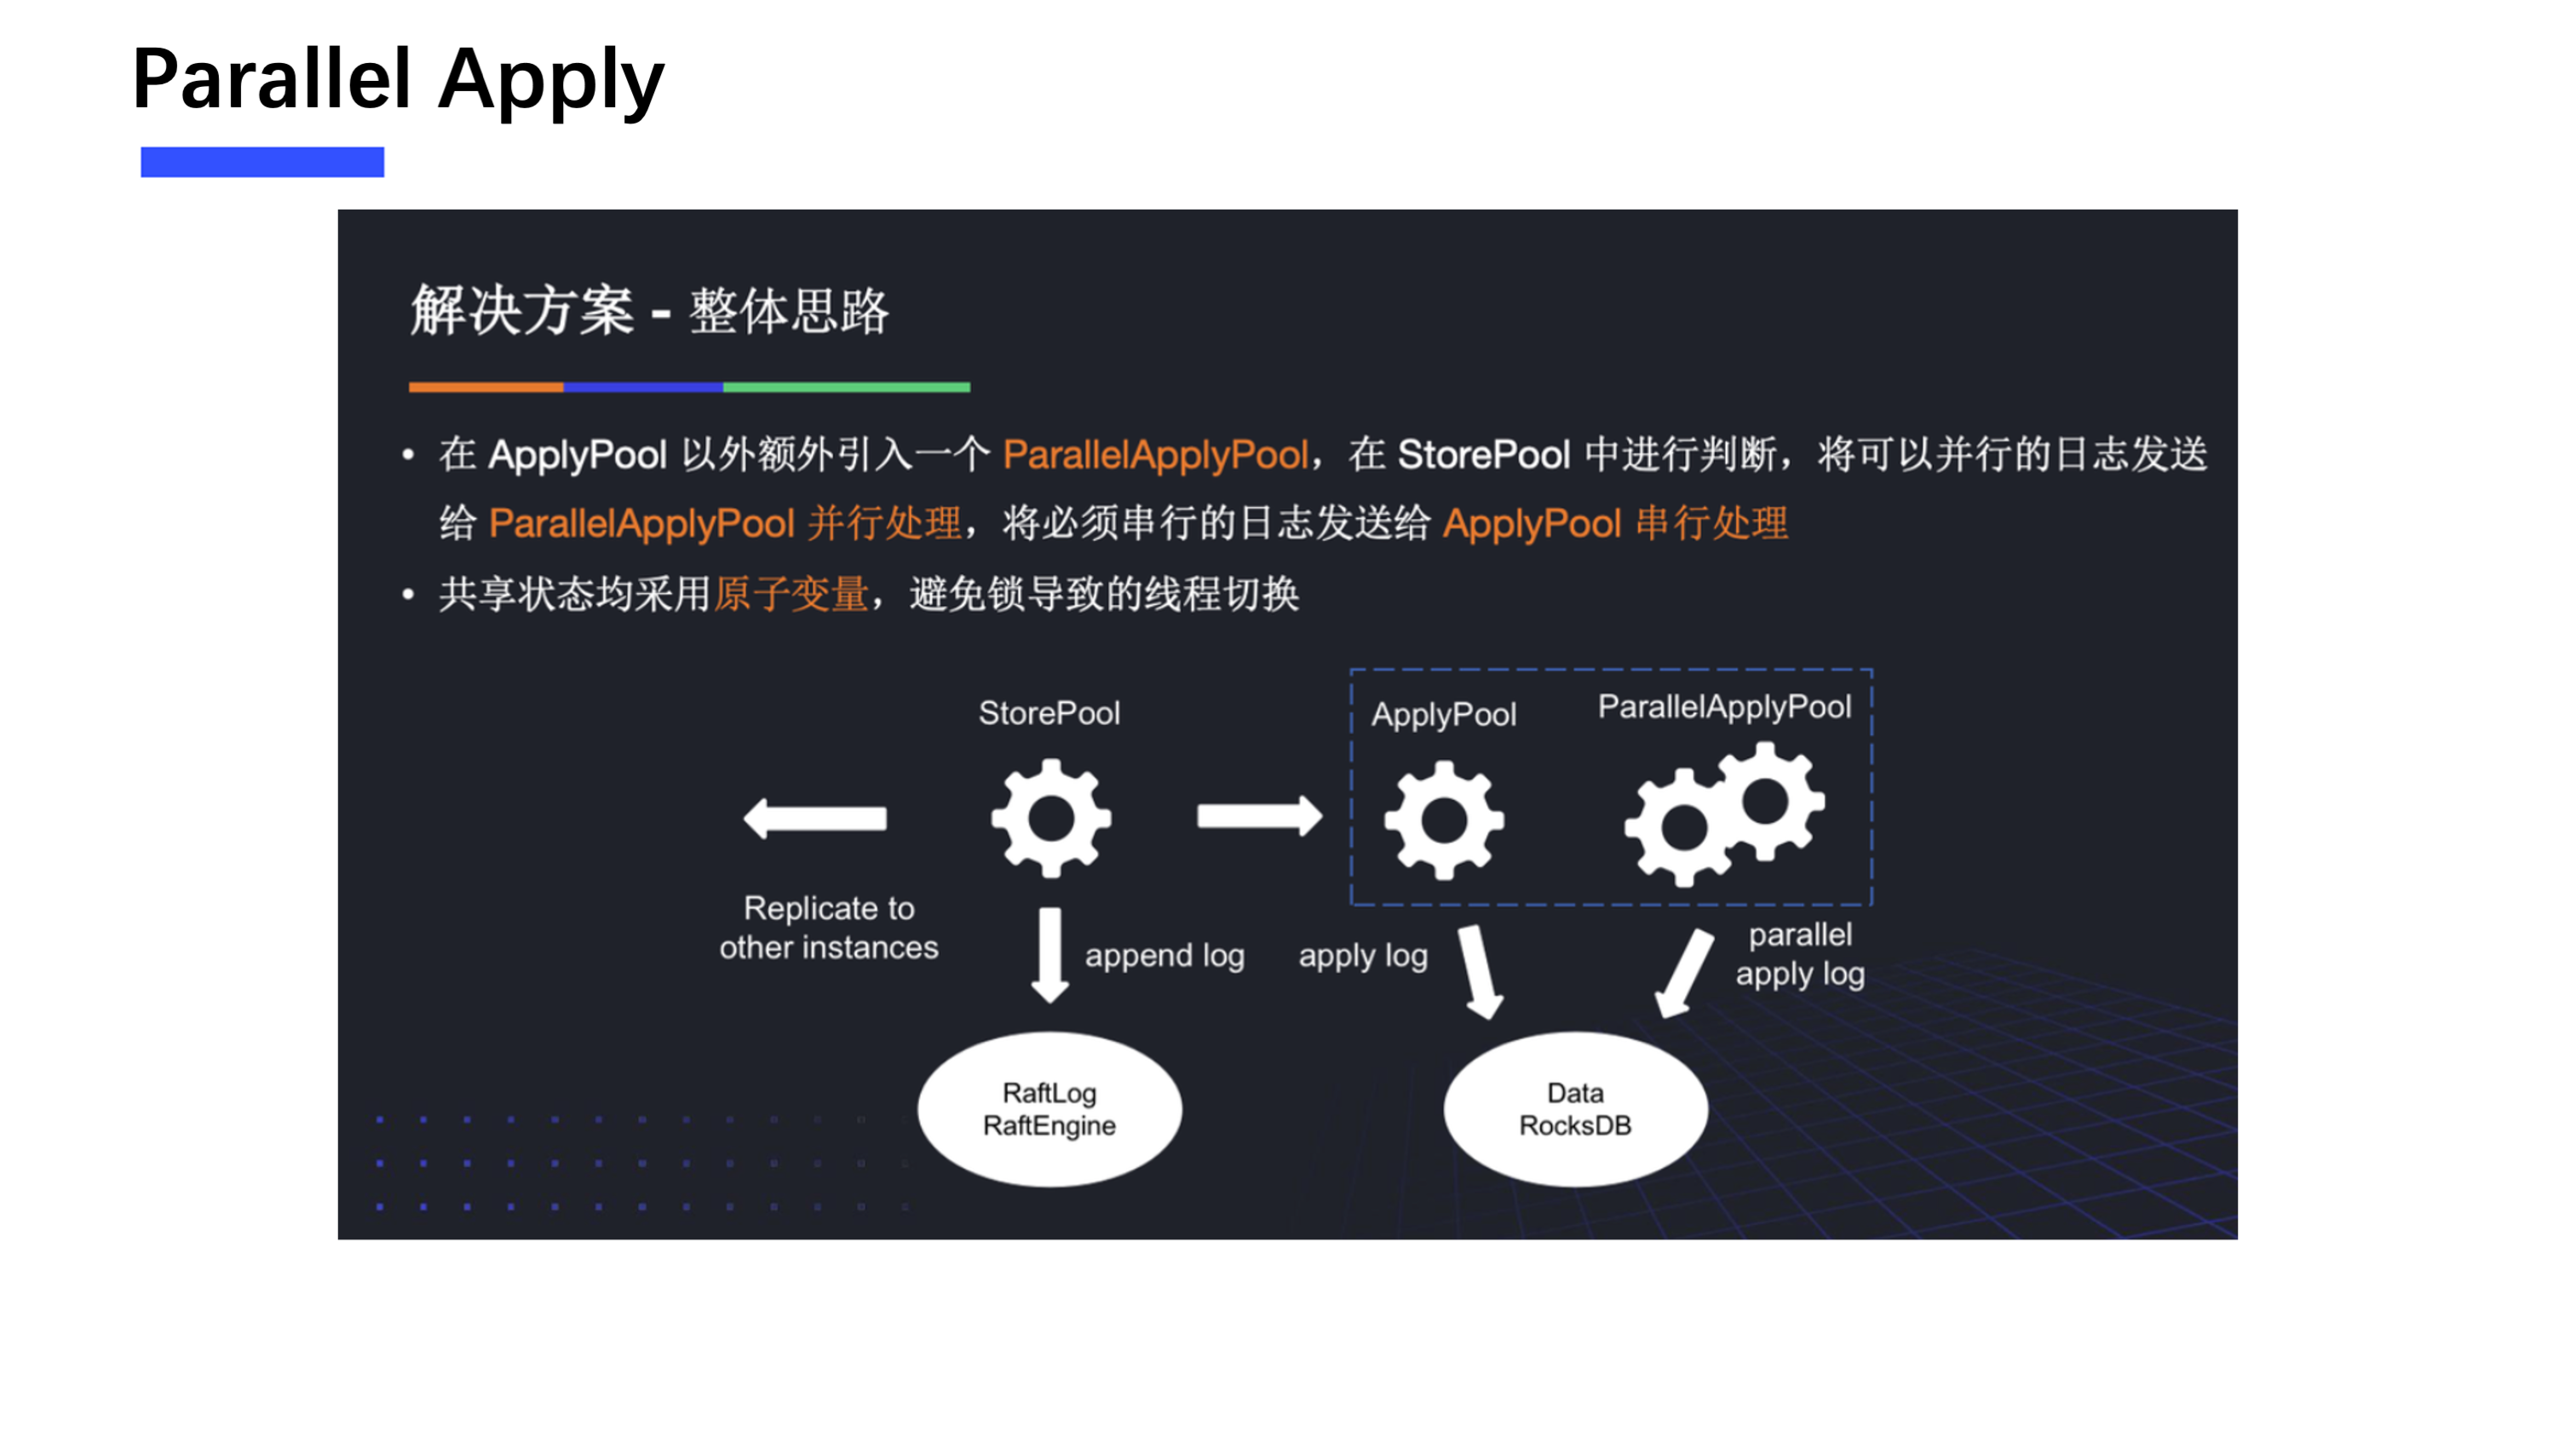 Parallel Apply
解决方案 - 整体思路
• 在 ApplyPool 以外额外引入一个 ParallelApplyPool，在 StorePool 中进行判断，将可以并行的日志发送
给 ParallelApplyPool 并行处理，将必须串行的日志发送给 ApplyPool 串行处理
• 共享状态均采用原子变量，避免锁导致的线程切换
StorePool
ApplyPool
ParallelApplyPool
Replicate to
other instances
append log
apply log
parallel
apply log
RaftLog
RaftEngine
Data
RocksDB